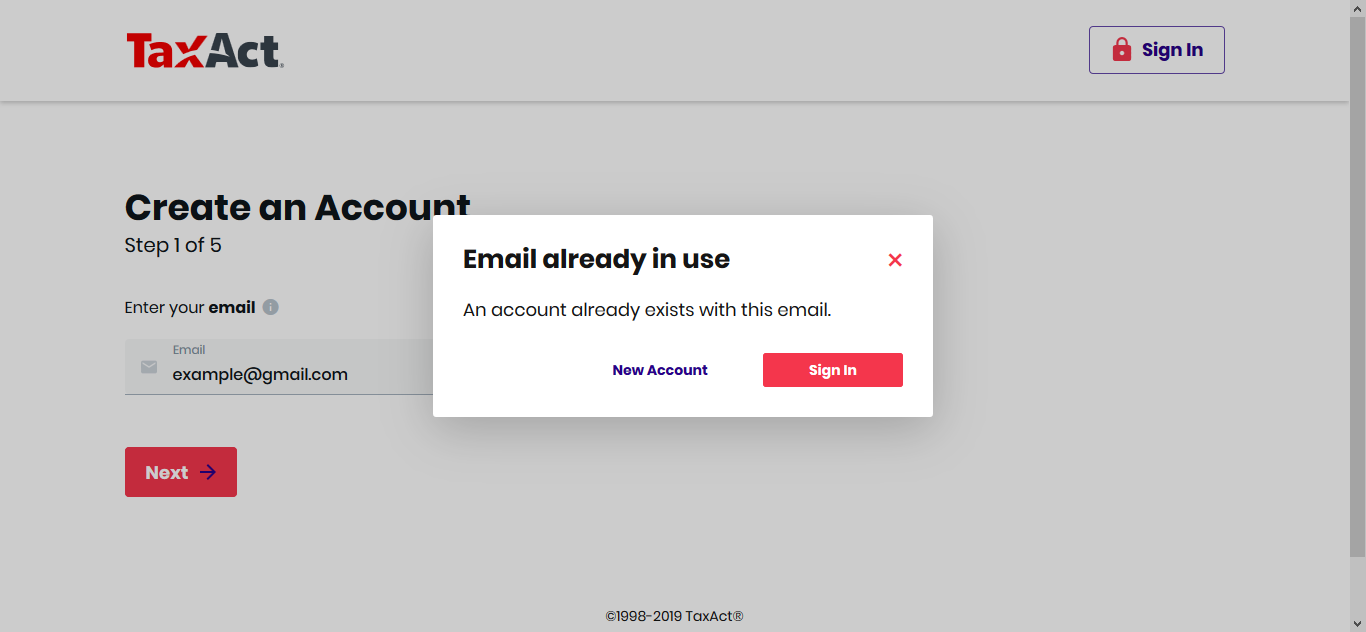 TaxAct®
Sign In
Create an Account
Step 1 of 5
Email already in use
An account already exists with this email.
New Account
Sign In
Enter your email
Email
example@gmail.com
Next
©1998-2019 TaxAct®